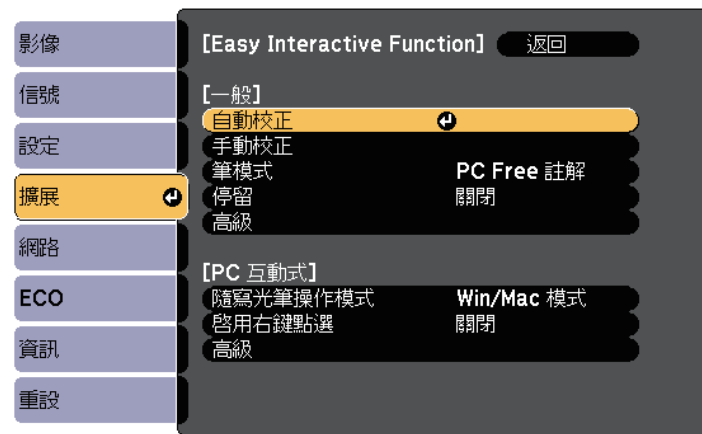 影像
信號
設定
擴展
網路
ECO
資訊
重設
[Easy Interactive Function] 返回
[一般]
自動校正
手動校正
筆模式 PC Free 註解
停留 關閉
高級
[PC 互動式]
隨寫光筆操作模式 Win/Mac 模式
啓用右鍵點選 關閉
高級